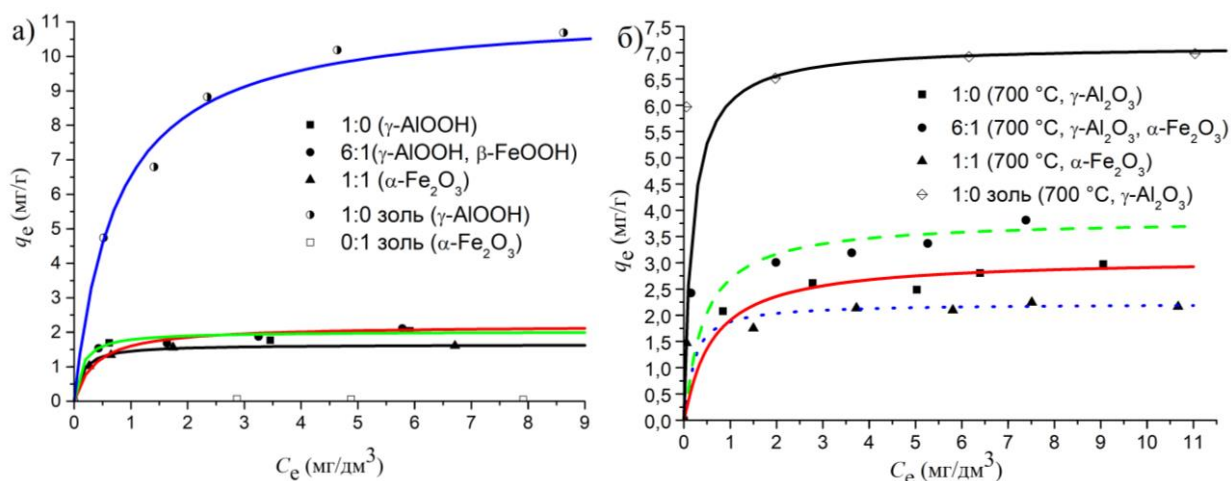 а)
11
10
9
8
7
6
5
4
3
2
1
0
qe (мг/г)
1:0 (γ-AlOOH)
6:1(γ-AlOOH, β-FeOOH)
1:1 (α-Fe2O3)
1:0 золь (γ-AlOOH)
0:1 золь (α-Fe2O3)
0 1 2 3 4 5 6 7 8 9
Ce (мг/дм³)
б)
7,5
7,0
6,5
6,0
5,5
5,0
4,5
4,0
3,5
3,0
2,5
2,0
1,5
1,0
0,5
0,0
qe (мг/г)
1:0 (700 °C, γ-Al2O3)
6:1 (700 °C, γ-Al2O3, α-Fe2O3)
1:1 (700 °C, α-Fe2O3)
1:0 золь (700 °C, γ-Al2O3)
0 1 2 3 4 5 6 7 8 9 10 11
Ce (мг/дм³)